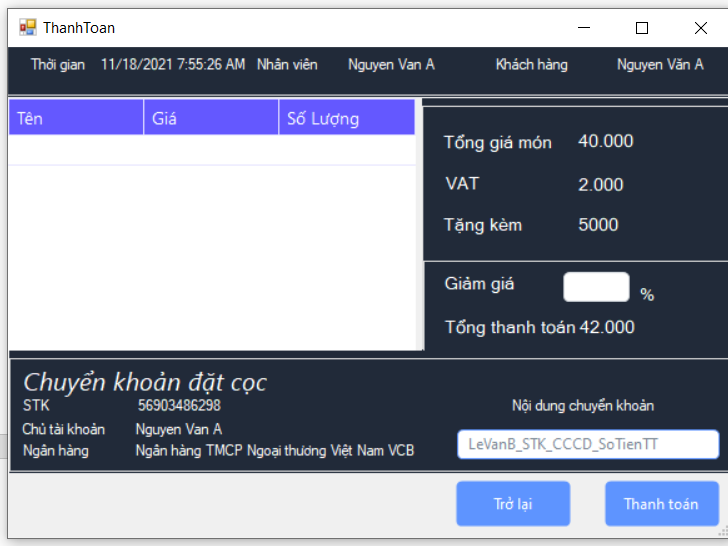 ThanhToan
Thời gian 11/18/2021 7:55:26 AM Nhân viên Nguyen Van A Khách hàng Nguyen Văn A
Tên Giá Số Lượng
Tổng giá món 40.000
VAT 2.000
Tặng kèm 5000
Giảm giá %
Tổng thanh toán 42.000
Chuyển khoản đặt cọc
STK 56903486298
Nội dung chuyển khoản
Chủ tài khoản Nguyen Van A
Ngân hàng Ngân hàng TMCP Ngoại thương Việt Nam VCB
LeVanB_STK_CCCD_SoTienTT
Trở lại Thanh toán